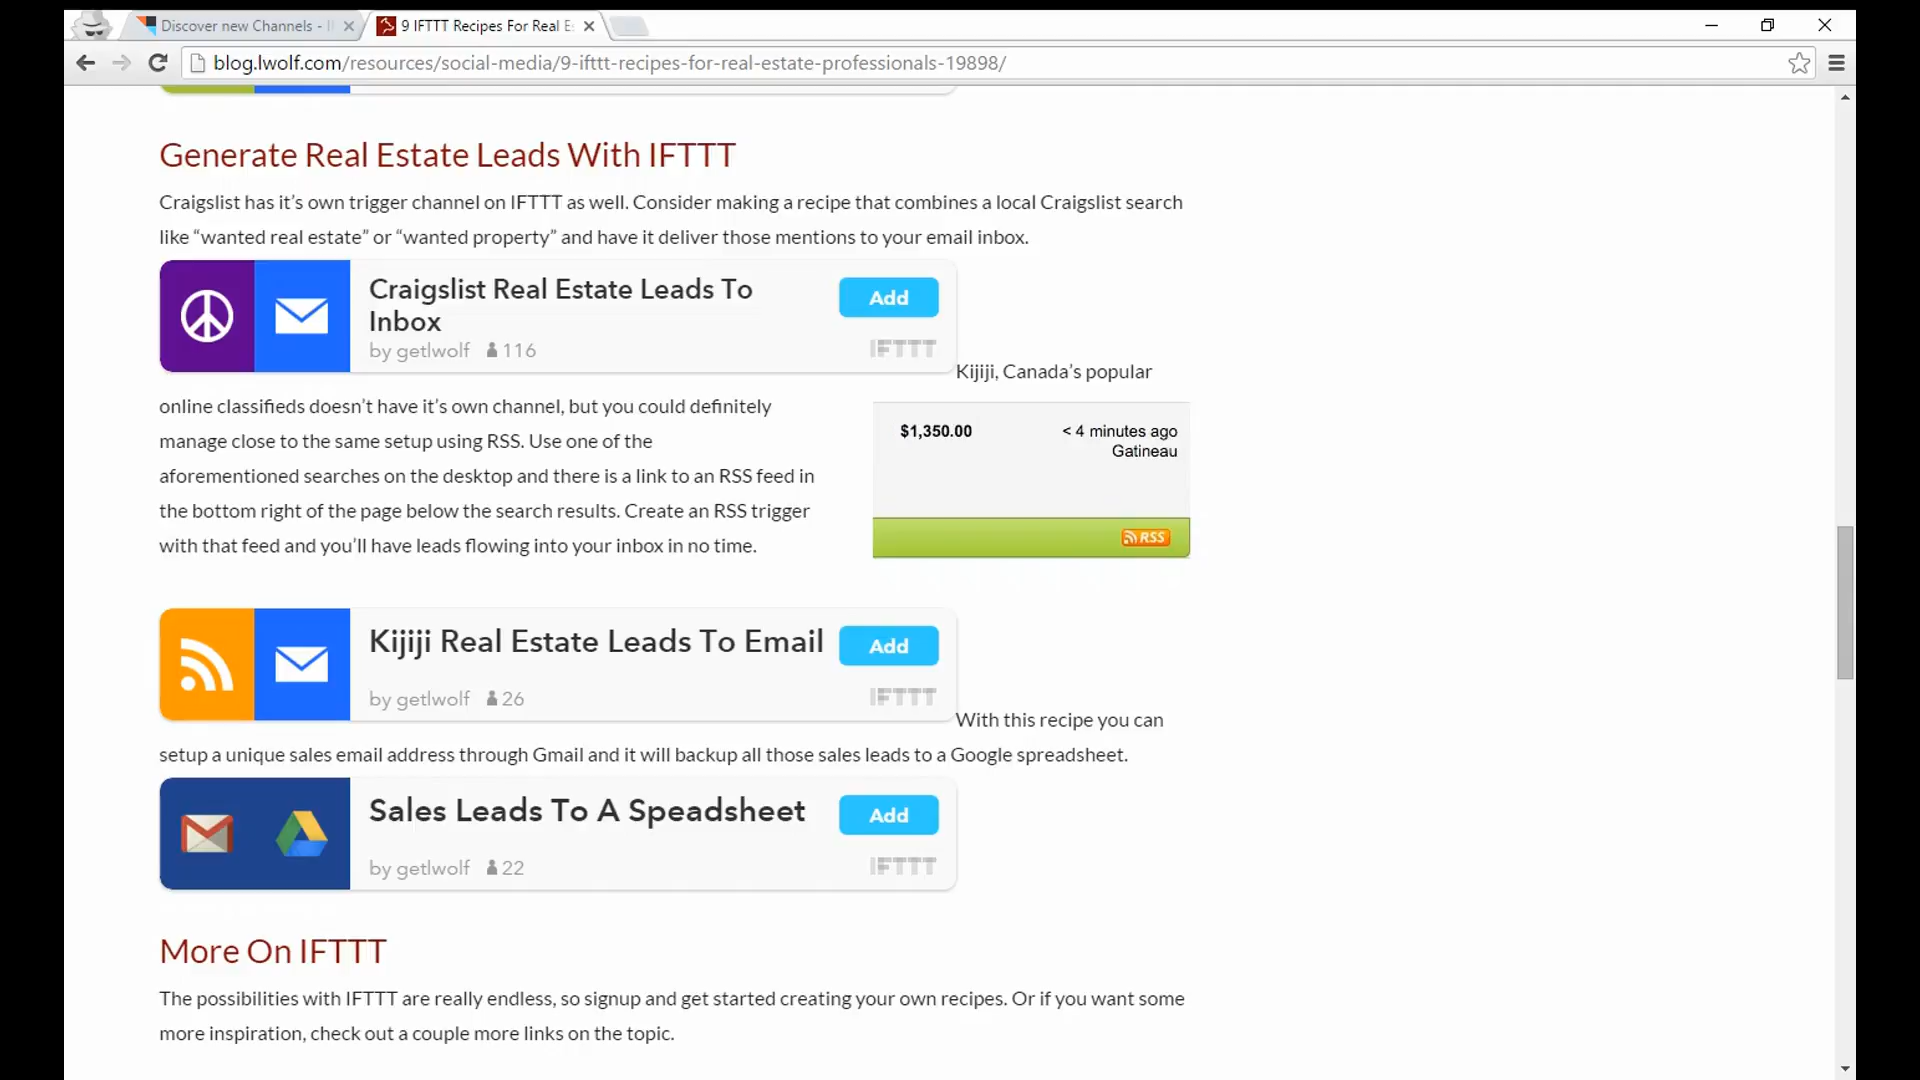 Discover new Channels - I
9 IFTTT Recipes For Real Es
blog.lwolf.com/resources/social-media/9-ifttt-recipes-for-real-estate-professionals-19898/
Generate Real Estate Leads With IFTTT
Craigslist has it’s own trigger channel on IFTTT as well. Consider making a recipe that combines a local Craigslist search
like “wanted real estate” or “wanted property” and have it deliver those mentions to your email inbox.
Craigslist Real Estate Leads To
Inbox
Add
by getlwolf 116
IFTTT
Kijiji, Canada’s popular
online classifieds doesn’t have it’s own channel, but you could definitely
manage close to the same setup using RSS. Use one of the
aforementioned searches on the desktop and there is a link to an RSS feed in
the bottom right of the page below the search results. Create an RSS trigger
with that feed and you’ll have leads flowing into your inbox in no time.
$1,350.00
< 4 minutes ago
Gatineau
RSS
Kijiji Real Estate Leads To Email
Add
by getlwolf 26
IFTTT
With this recipe you can
setup a unique sales email address through Gmail and it will backup all those sales leads to a Google spreadsheet.
Sales Leads To A Speadsheet
Add
by getlwolf 22
IFTTT
More On IFTTT
The possibilities with IFTTT are really endless, so signup and get started creating your own recipes. Or if you want some
more inspiration, check out a couple more links on the topic.